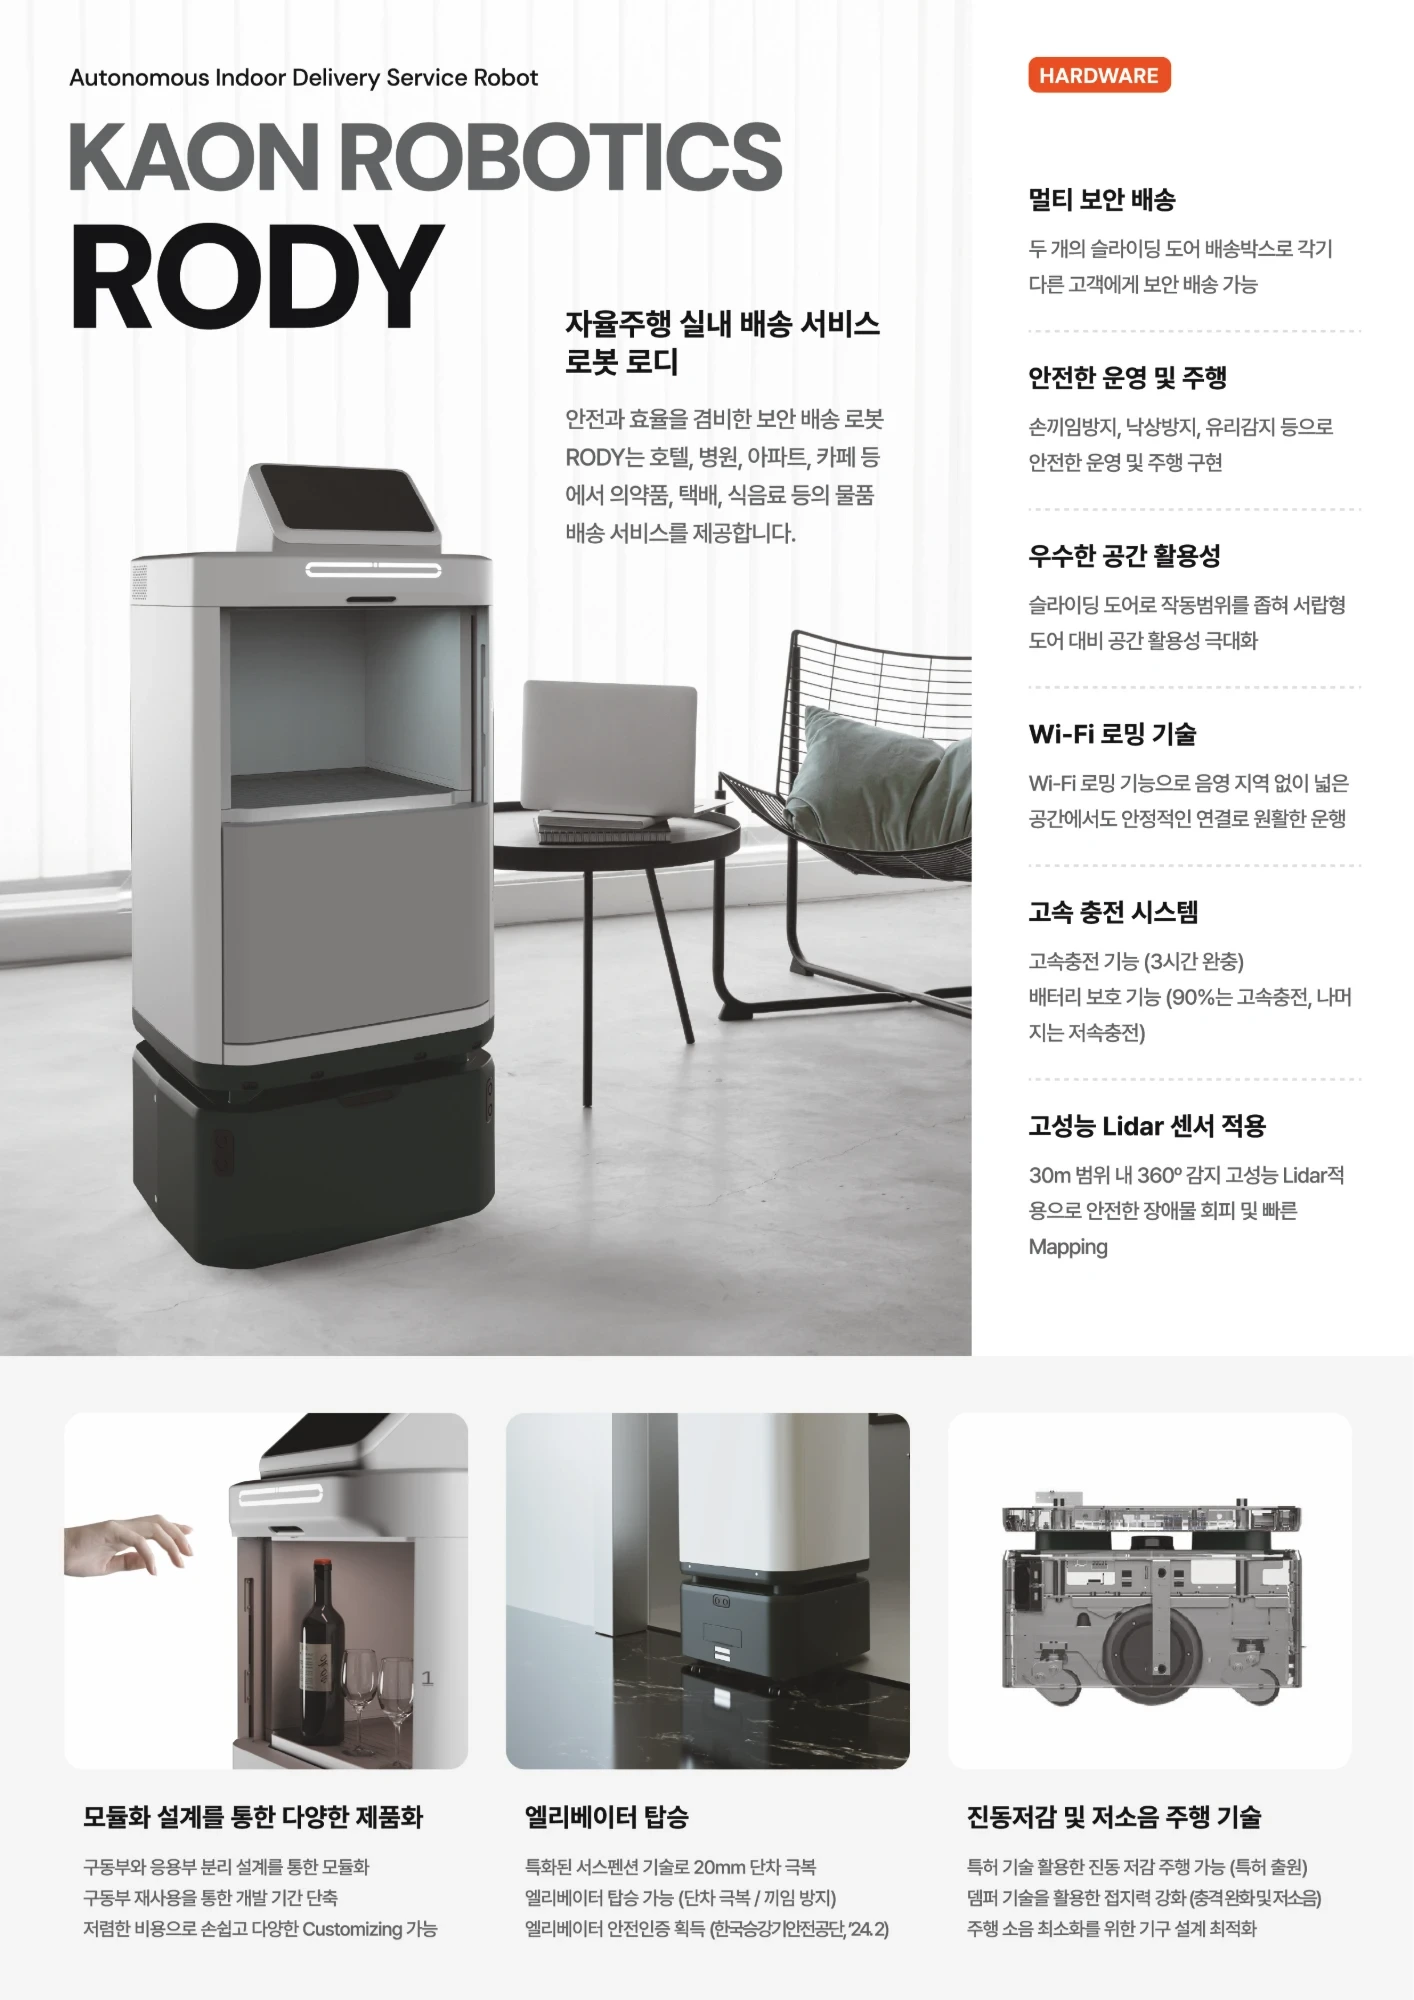 Autonomous Indoor Delivery Service Robot
KAON ROBOTICS
RODY
자율주행 실내 배송 서비스
로봇 로디
안전과 효율을 겸비한 보안 배송 로봇
RODY는 호텔, 병원, 아파트, 카페 등
에서 의약품, 택배, 식음료 등의 물품
배송 서비스를 제공합니다.
HARDWARE
멀티 보안 배송
두 개의 슬라이딩 도어 배송박스로 각기
다른 고객에게 보안 배송 가능
안전한 운영 및 주행
손끼임방지, 낙상방지, 유리감지 등으로
안전한 운영 및 주행 구현
우수한 공간 활용성
슬라이딩 도어로 작동범위를 좁혀 서랍형
도어 대비 공간 활용성 극대화
Wi-Fi 로밍 기술
Wi-Fi 로밍 기능으로 음영 지역 없이 넓은
공간에서도 안정적인 연결로 원활한 운행
고속 충전 시스템
고속충전 기능 (3시간 완충)
배터리 보호 기능 (90%는 고속충전, 나머
지는 저속충전)
고성능 Lidar 센서 적용
30m 범위 내 360º 감지 고성능 Lidar적
용으로 안전한 장애물 회피 및 빠른
Mapping
1
모듈화 설계를 통한 다양한 제품화
구동부와 응용부 분리 설계를 통한 모듈화
구동부 재사용을 통한 개발 기간 단축
저렴한 비용으로 손쉽고 다양한 Customizing 가능
엘리베이터 탑승
특화된 서스펜션 기술로 20mm 단차 극복
엘리베이터 탑승 가능 (단차 극복 / 끼임 방지)
엘리베이터 안전인증 획득 (한국승강기안전공단, '24. 2)
진동저감 및 저소음 주행 기술
특허 기술 활용한 진동 저감 주행 가능 (특허 출원)
뎀퍼 기술을 활용한 접지력 강화 (충격 완화 및 저소음)
주행 소음 최소화를 위한 기구 설계 최적화